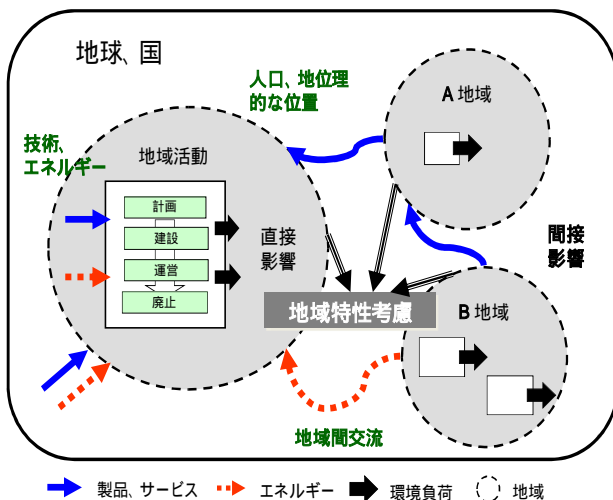 地球、国
人口、地位理
的な位置
A 地域
技術、
エネルギー
地域活動
計画
建設
運営
廃止
直接
影響
間接
影響
地域特性考慮
B 地域
地域間交流
製品、サービス
エネルギー
環境負荷
地域